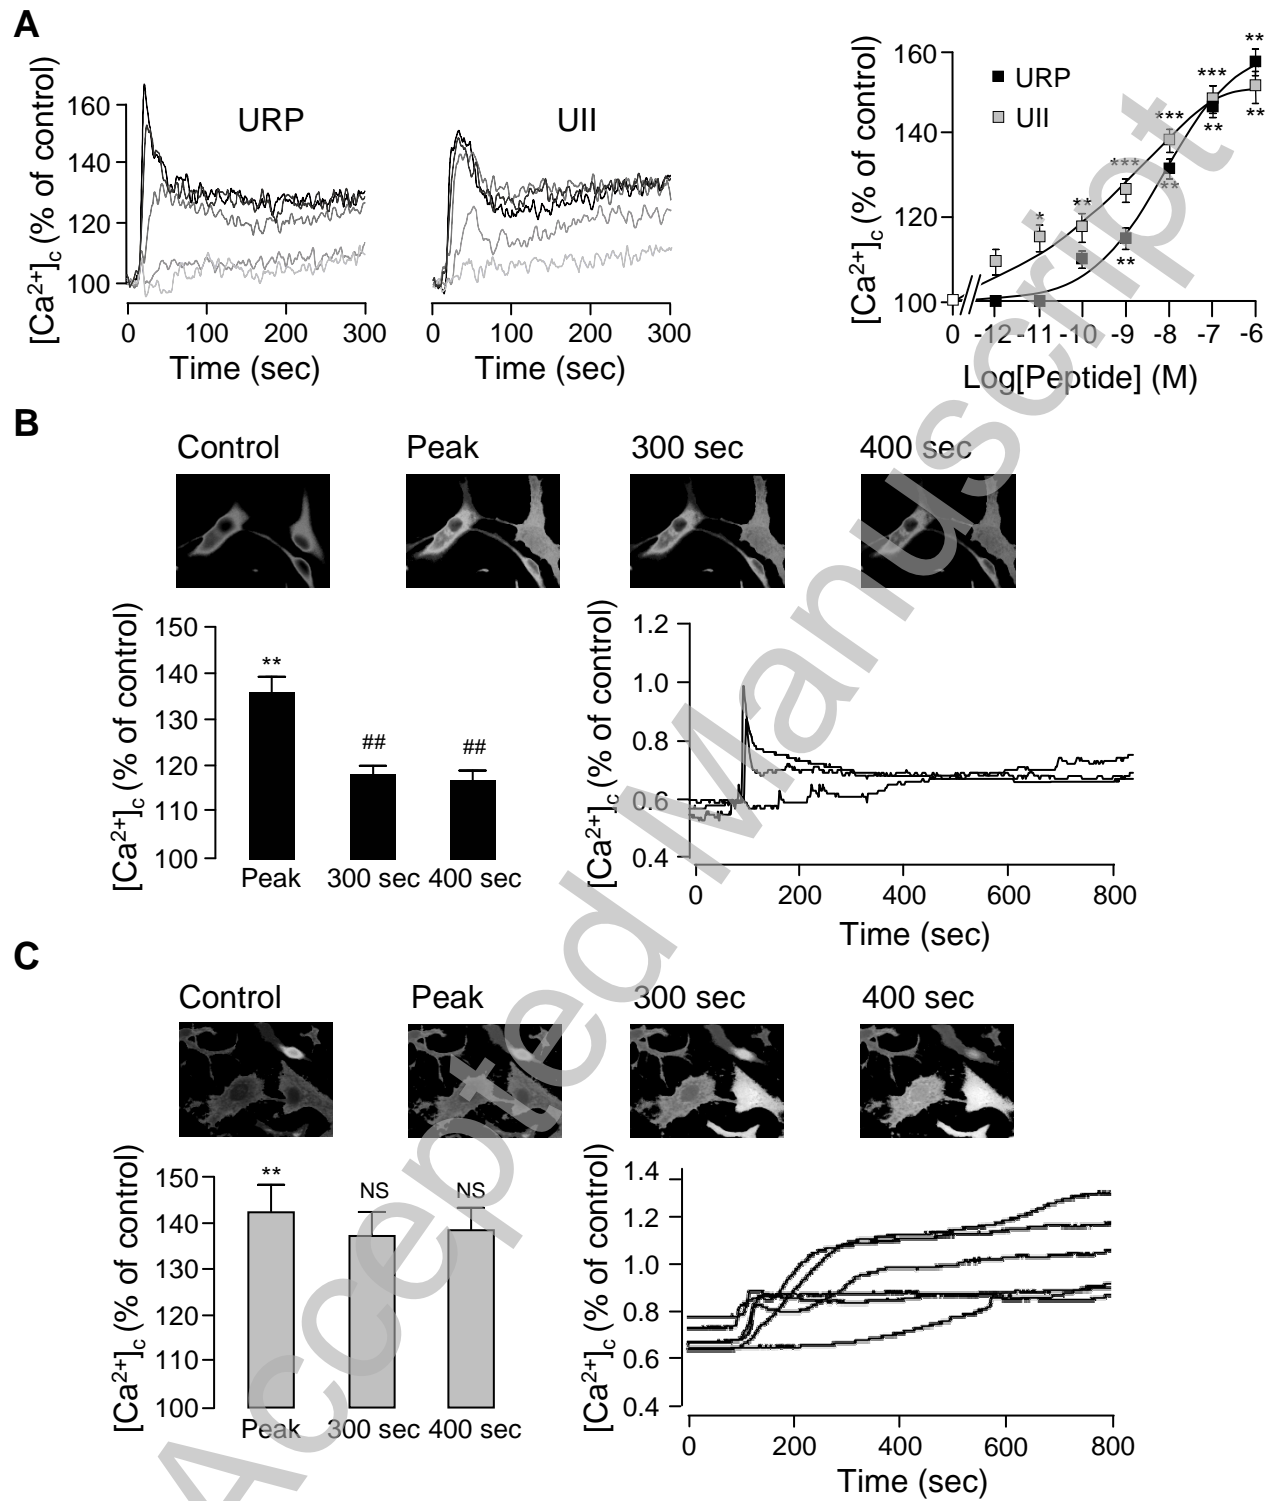 A
[Ca2+]c (% of control)
160
140
120
100
URP
UII
0 100 200 300
0 100 200 300
Time (sec)
Time (sec)
[Ca2+]c (% of control)
160
140
120
100
URP
UII
* ** *** *** *** **
** ** ** **
0 -12 -11 -10 -9 -8 -7 -6
Log[Peptide] (M)
B
Control Peak 300 sec 400 sec
[Ca2+]c (% of control)
150
140
130
120
110
100
**
##
##
Peak 300 sec 400 sec
[Ca2+]c (% of control)
1.2
1.0
0.8
0.6
0.4
0 200 400 600 800
Time (sec)
C
Control Peak 300 sec 400 sec
[Ca2+]c (% of control)
150
140
130
120
110
100
**
NS
NS
Peak 300 sec 400 sec
[Ca2+]c (% of control)
1.4
1.2
1.0
0.8
0.6
0.4
0 200 400 600 800
Time (sec)
Accepted Manuscript